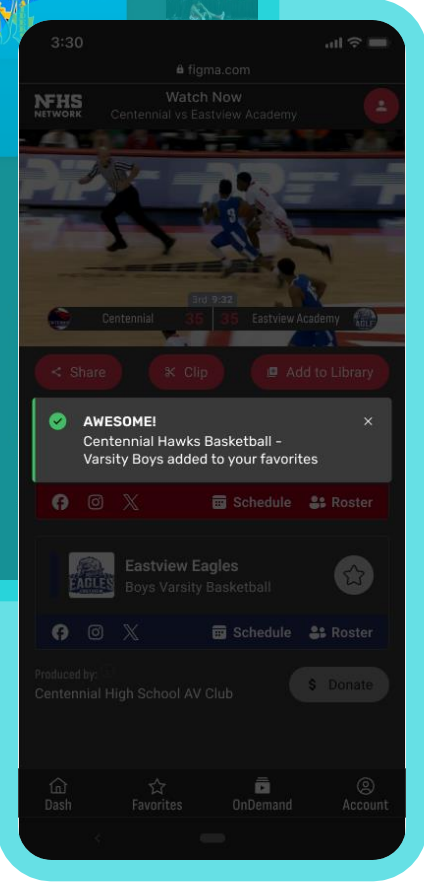 3:30
figma.com
NFHS
NETWORK
Watch Now
Centennial vs Eastview Academy
3rd 9:32
Centennial 35 35 Eastview Academy
Share
Clip
Add to Library
AWESOME!
Centennial Hawks Basketball -
Varsity Boys added to your favorites
Schedule
Roster
EAGLES
Eastview Eagles
Boys Varsity Basketball
Schedule
Roster
Produced by:
Centennial High School AV Club
$ Donate
Dash
Favorites
OnDemand
Account